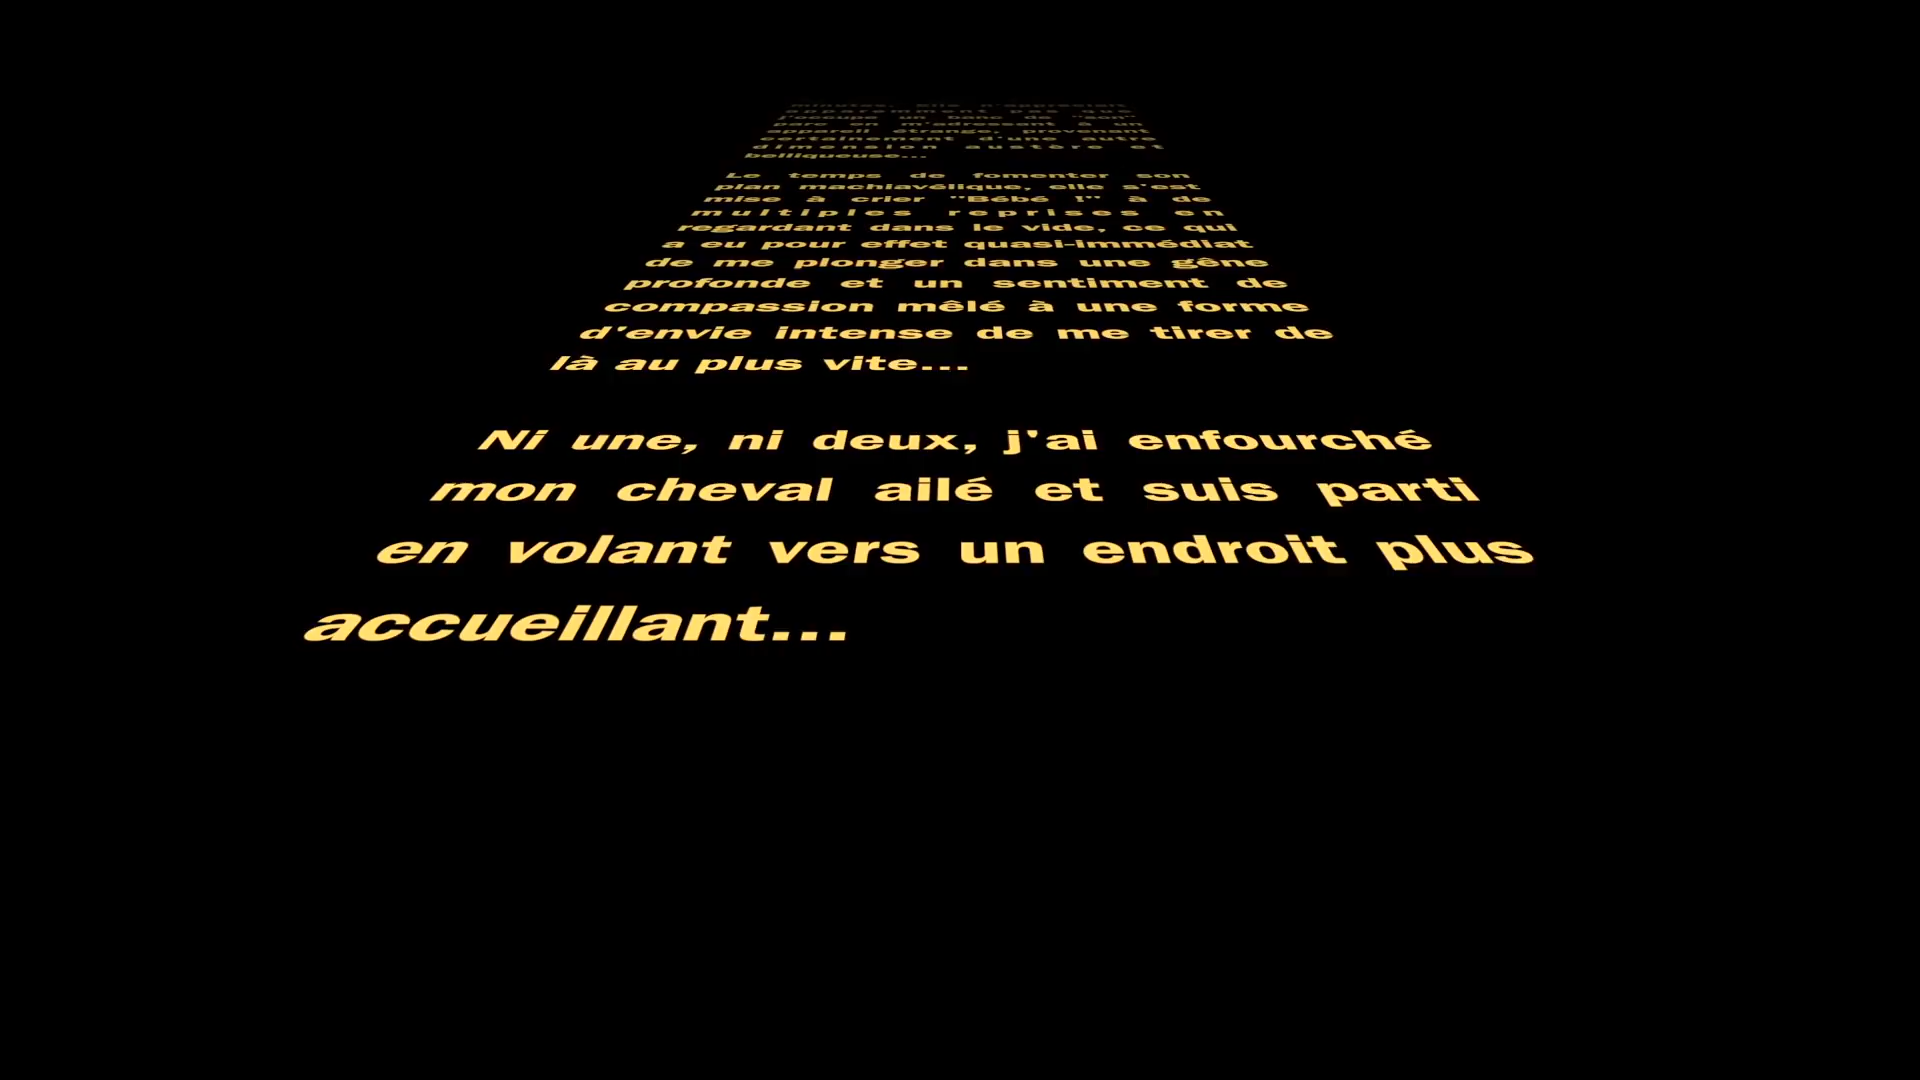 minutes. Elle n'appréciait
apparemment pas que
j'occupe un banc de "son"
parc en m'adressant à un
appareil étrange, provenant
certainement d'une autre
dimension austère et
belliqueuse...
Le temps de fomenter son
plan machiavélique, elle s'est
mise à crier "Bébé !" à de
multiples reprises en
regardant dans le vide, ce qui
a eu pour effet quasi-immédiat
de me plonger dans une gêne
profonde et un sentiment de
compassion mêlé à une forme
d'envie intense de me tirer de
là au plus vite...
Ni une, ni deux, j'ai enfourché
mon cheval ailé et suis parti
en volant vers un endroit plus
accueillant...